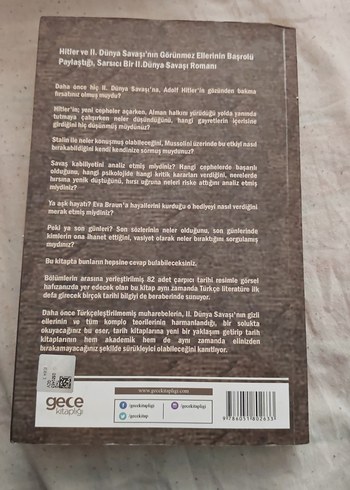 Hitler ve II. Dünya Savaşı'nın Görünmez Ellerinin Başrolü
Paylaştığı, Sarsıcı Bir II.Dünya Savaşı Romanı
Daha önce hiç II. Dünya Savaşı'na, Adolf Hitler'in gözünden bakma
fırsatınız olmuş muydu?
Hitler'in; yeni cepheler açarken, Alman halkını yürüdüğü yolda yanında
tutmaya çalışırken neler düşündüğünü, hangi gayretlerin içerisine
girdiğini hiç düşünmüş müydünüz?
Stalin ile neler konuşmuş olabileceğini, Mussolini üzerinde bu etkiyi nasıl
bırakabildiğini kendi kendinize sormuş muydunuz?
Savaş kabiliyetini analiz etmiş miydiniz? Hangi cephelerde başarılı
olduğunu, hangi psikolojide hangi kritik kararları verdiğini, nerelerde
hırsına yenik düştüğünü, hırsı uğruna neleri riske attığını analiz etmiş
miydiniz?
Ya aşk hayatı? Eva Braun'a hayallerini kurduğu o hediyeyi nasıl verdiğini
merak etmiş miydiniz?
Peki ya son günleri? Son sözlerinin neler olduğunu, son günlerinde
kimlerin ona ihanet ettiğini, vasiyet olarak neler bıraktığını sorgulamış
mıydınız?
Bu kitapta bunların hepsine cevap bulabileceksiniz.
Bölümlerin arasına yerleştirilmiş 82 adet çarpıcı tarihi resimle görsel
hafızanızda yer edecek olan bu kitap aynı zamanda Türkçe literatüre ilk
defa girecek birçok tarihi bilgiyi de beraberinde sunuyor.
Daha önce Türkçeleştirilmemiş muharebelerin, II. Dünya Savaşı'nın gizli
ellerinin ve tüm komplo teorilerinin harmanlandığı, bir solukta
okuyacağınız bu eser, tarih kitaplarına yeni bir yaklaşım getirip tarih
kitaplarının hem akademik hem de aynı zamanda elinizden
bırakamayacağınız şekilde sürükleyici olabileceğini kanıtlıyor.
gece
kitaplığı
www.gecekitapligi.com
/gecekitapligi
/gecekitapligi
/gecekitap
9 786051 802633